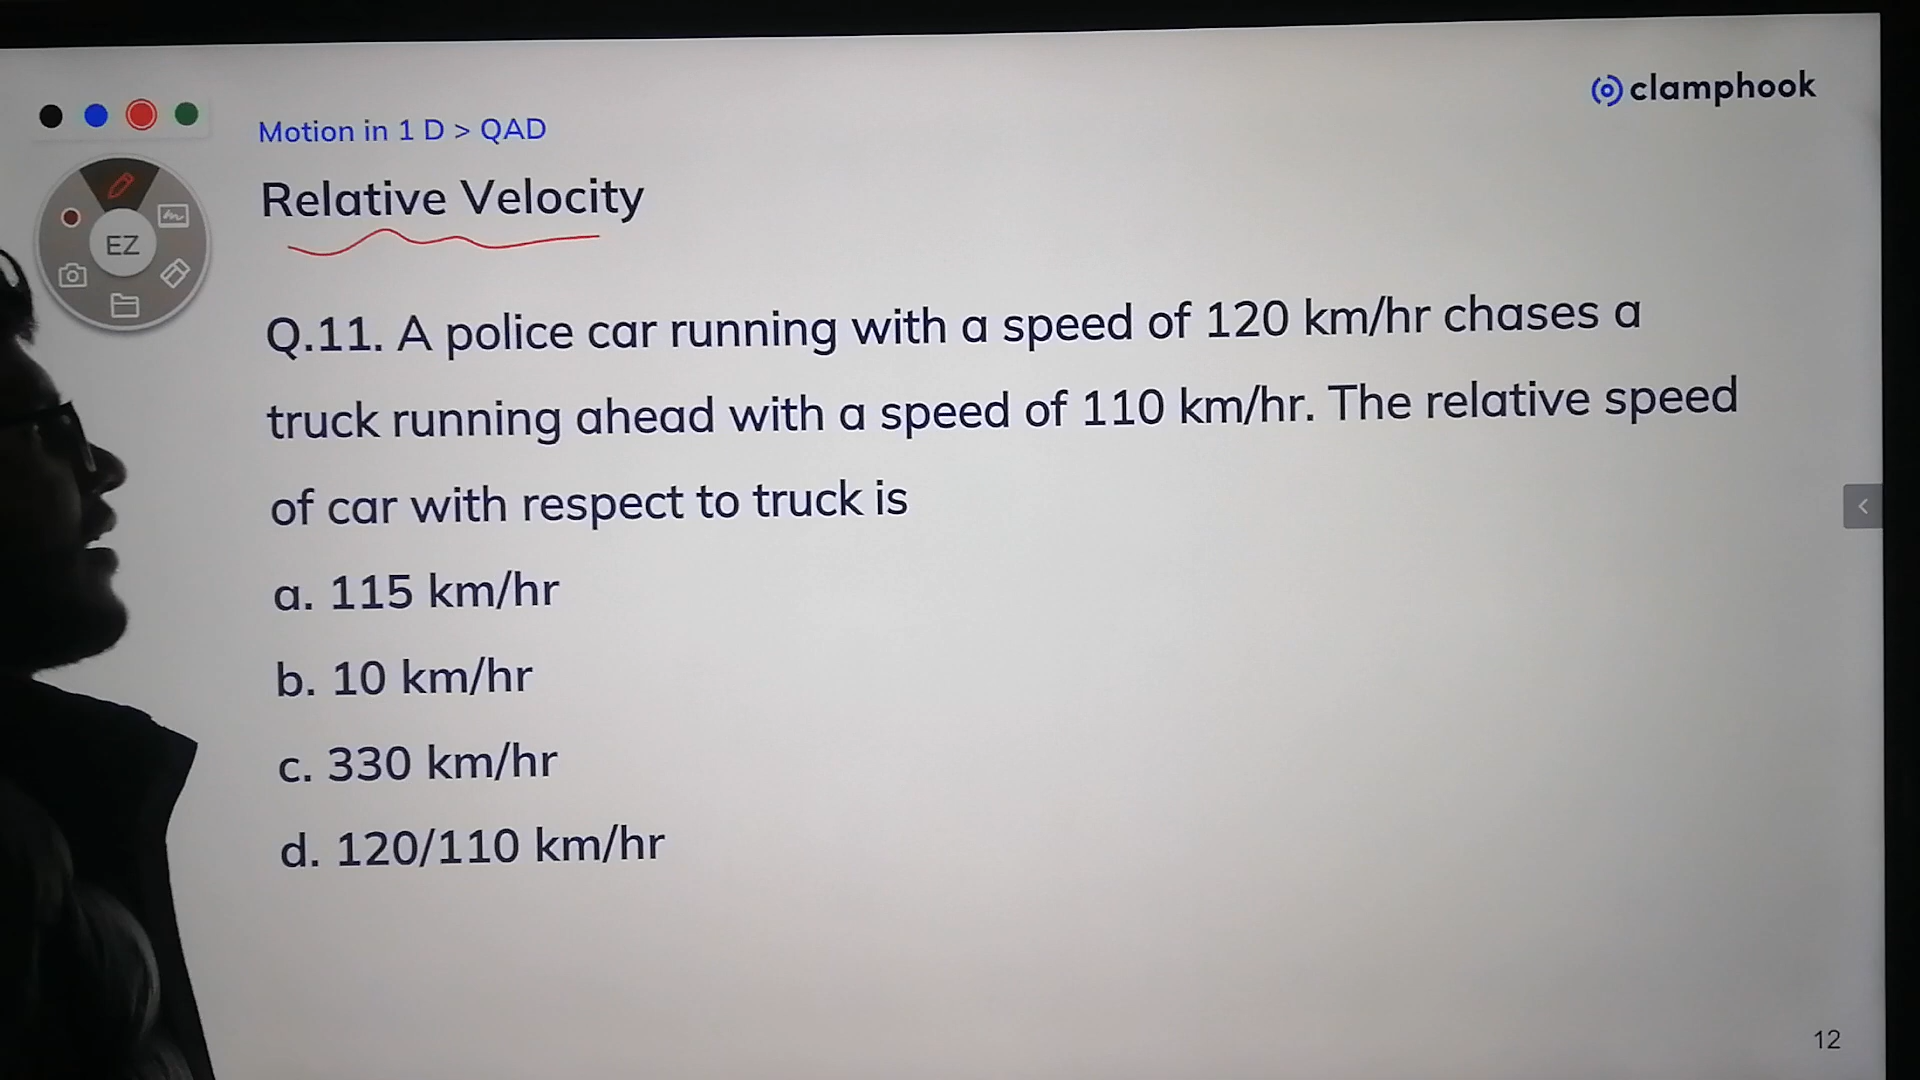 clamphook
Motion in 1 D > QAD
Relative Velocity
EZ
Q.11. A police car running with a speed of 120 km/hr chases a
truck running ahead with a speed of 110 km/hr. The relative speed
of car with respect to truck is
a. 115 km/hr
b. 10 km/hr
c. 330 km/hr
d. 120/110 km/hr
12